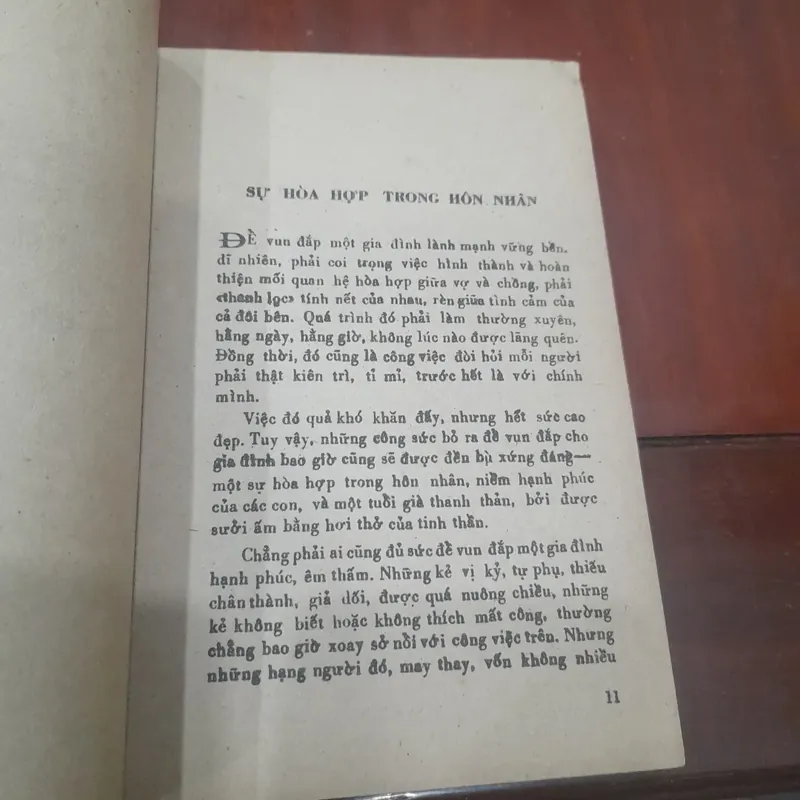 SỰ HÒA HỢP TRONG HÔN NHÂN
ĐỂ vun đắp một gia đình lành mạnh vững bền,
dĩ nhiên, phải coi trọng việc hình thành và hoàn
thiện mối quan hệ hòa hợp giữa vợ và chồng, phải
«thanh lọc» tính nết của nhau, rèn giũa tình cảm của
cả đôi bên. Quá trình đó phải làm thường xuyên,
hằng ngày, hằng giờ, không lúc nào được lãng quên.
Đồng thời, đó cũng là công việc đòi hỏi mỗi người
phải thật kiên trì, tỉ mỉ, trước hết là với chính
mình.
Việc đó quả khó khăn đấy, nhưng hết sức cao
đẹp. Tuy vậy, những công sức bỏ ra để vụn đắp cho
gia đình bao giờ cũng sẽ được đền bù xứng đáng—
một sự hòa hợp trong hôn nhân, niềm hạnh phúc
của các con, và một tuổi già thanh thản, bởi được
sưởi ấm bằng hơi thở của tinh thần.
Chẳng phải ai cũng đủ sức để vun đắp một gia đình
hạnh phúc, êm thấm. Những kẻ vị kỷ, tự phụ, thiếu
chân thành, giả dối, được quá nuông chiều, những
kẻ không biết hoặc không thích mất công, thường
chẳng bao giờ xoay sở nổi với công việc trên. Nhưng
những hạng người đó, may thay, vốn không nhiều
11